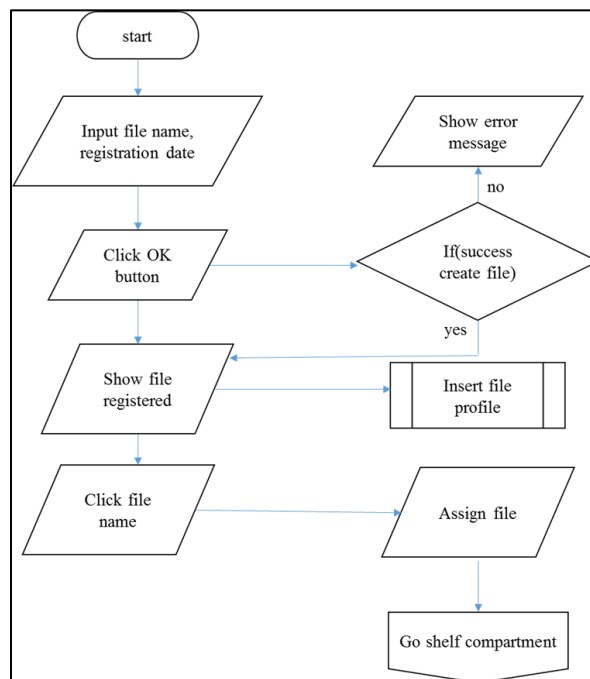 start
Input file name,
registration date
Show error
message
no
Click OK
button
If(success
create file)
yes
Show file
registered
Insert file
profile
Click file
name
Assign file
Go shelf compartment